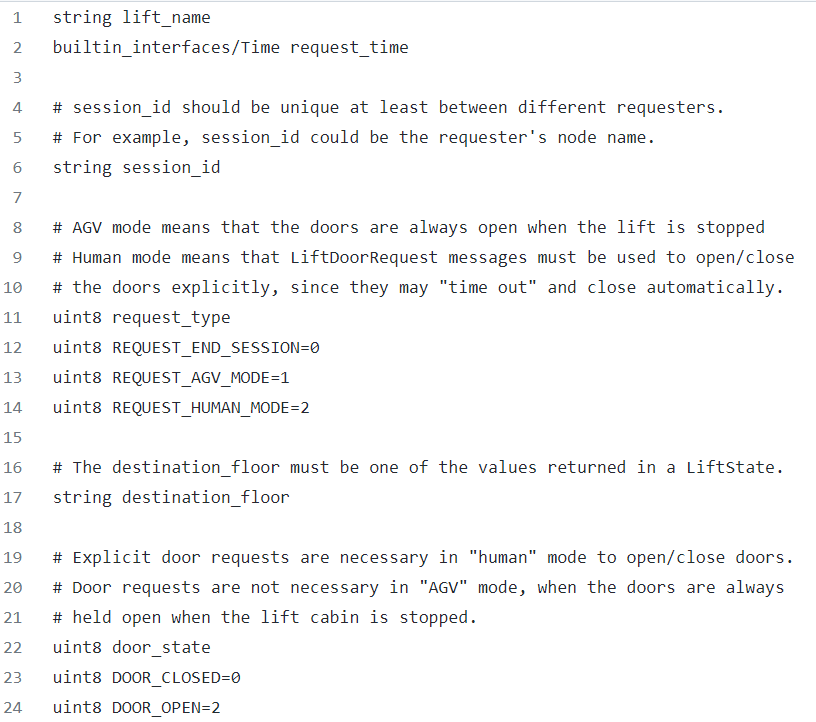 1 string lift_name
2 builtin_interfaces/Time request_time
3
4 # session_id should be unique at least between different requesters.
5 # For example, session_id could be the requester's node name.
6 string session_id
7
8 # AGV mode means that the doors are always open when the lift is stopped
9 # Human mode means that LiftDoorRequest messages must be used to open/close
10 # the doors explicitly, since they may "time out" and close automatically.
11 uint8 request_type
12 uint8 REQUEST_END_SESSION=0
13 uint8 REQUEST_AGV_MODE=1
14 uint8 REQUEST_HUMAN_MODE=2
15
16 # The destination_floor must be one of the values returned in a LiftState.
17 string destination_floor
18
19 # Explicit door requests are necessary in "human" mode to open/close doors.
20 # Door requests are not necessary in "AGV" mode, when the doors are always
21 # held open when the lift cabin is stopped.
22 uint8 door_state
23 uint8 DOOR_CLOSED=0
24 uint8 DOOR_OPEN=2